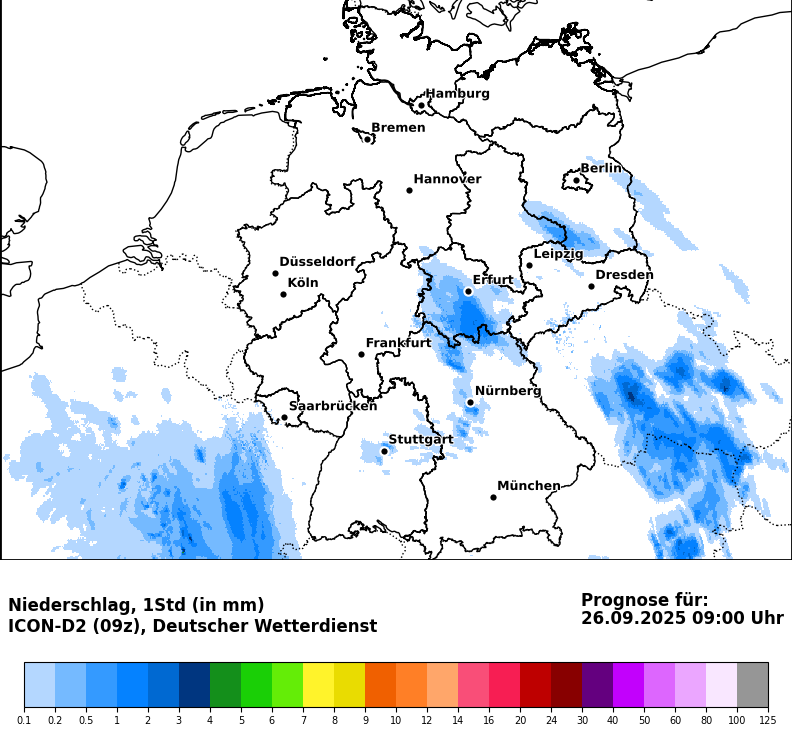 Hamburg
Bremen
Berlin
Hannover
Leipzig
Düsseldorf
Dresden
Erfurt
Köln
Frankfurt
Nürnberg
Saarbrücken
Stuttgart
München
Niederschlag, 1Std (in mm)
ICON-D2 (09z), Deutscher Wetterdienst
Prognose für:
26.09.2025 09:00 Uhr
0.1 0.2 0.5 1 2 3 4 5 6 7 8 9 10 12 14 16 20 24 30 40 50 60 80 100 125